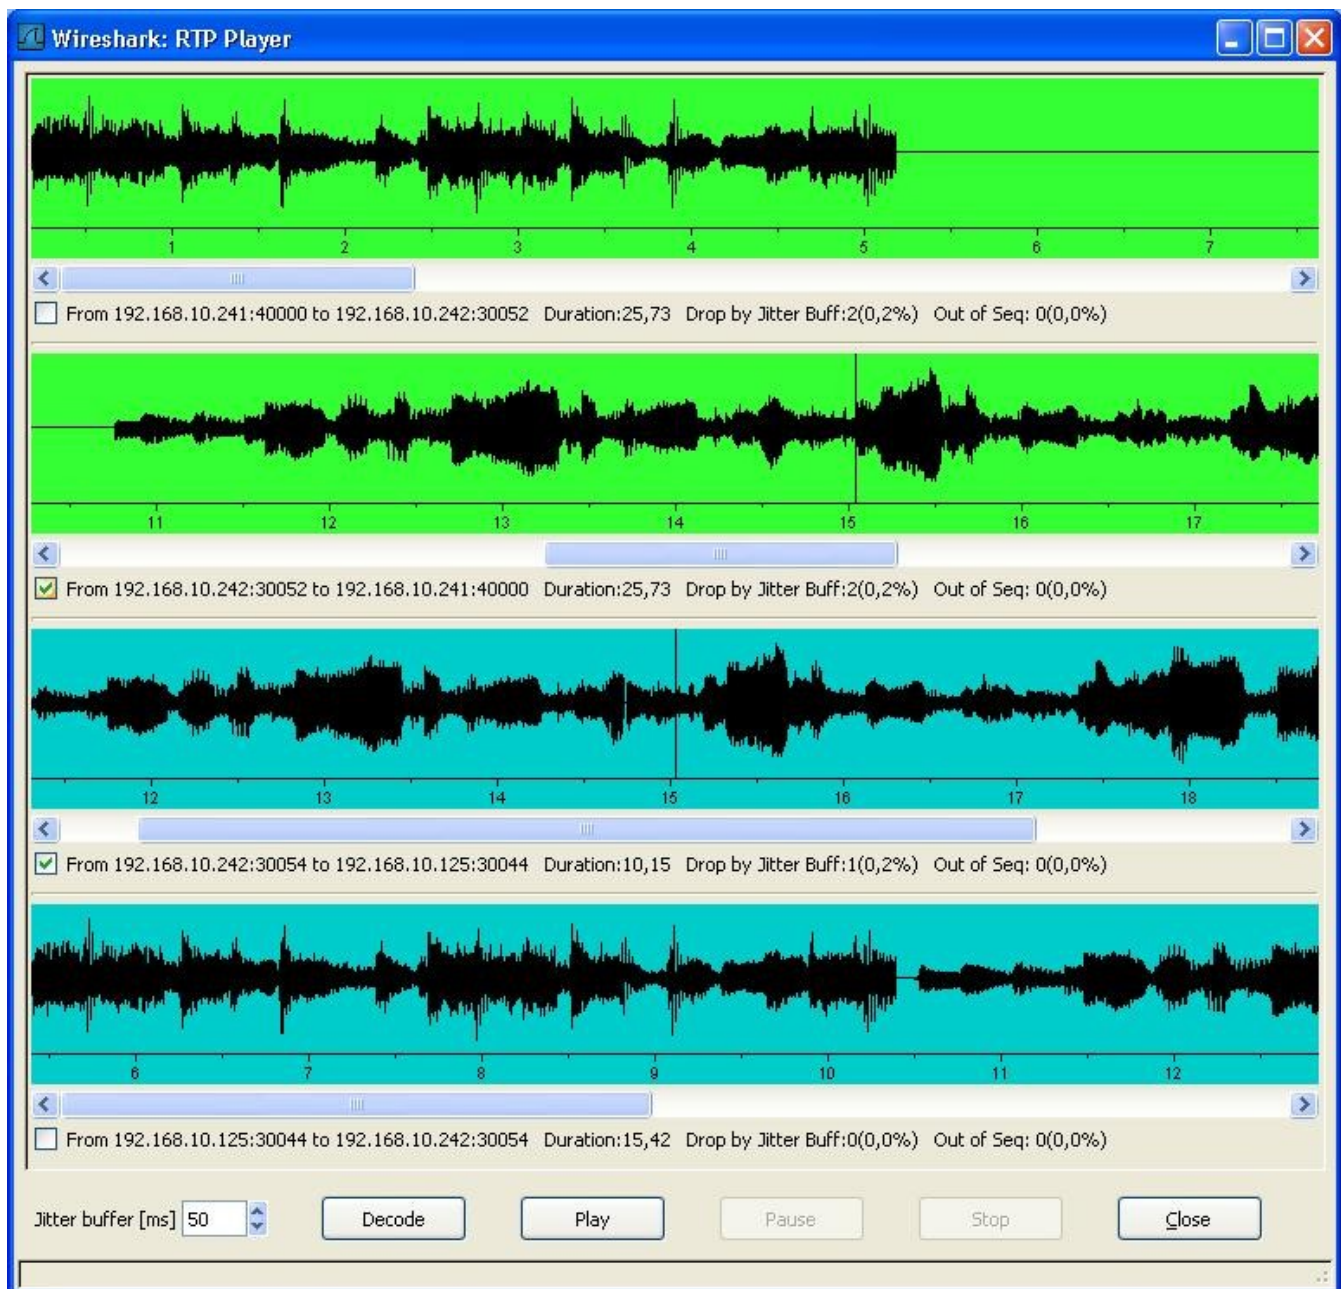 Wireshark: RTP Player
1 2 3 4 5 6 7
From 192.168.10.241:40000 to 192.168.10.242:30052 Duration:25,73 Drop by Jitter Buff:2(0,2%) Out of Seq: 0(0,0%)
11 12 13 14 15 16 17
From 192.168.10.242:30052 to 192.168.10.241:40000 Duration:25,73 Drop by Jitter Buff:2(0,2%) Out of Seq: 0(0,0%)
12 13 14 15 16 17 18
From 192.168.10.242:30054 to 192.168.10.125:30044 Duration:10,15 Drop by Jitter Buff:1(0,2%) Out of Seq: 0(0,0%)
6 7 8 9 10 11 12
From 192.168.10.125:30044 to 192.168.10.242:30054 Duration:15,42 Drop by Jitter Buff:0(0,0%) Out of Seq: 0(0,0%)
Jitter buffer [ms] 50 Decode Play Pause Stop Close